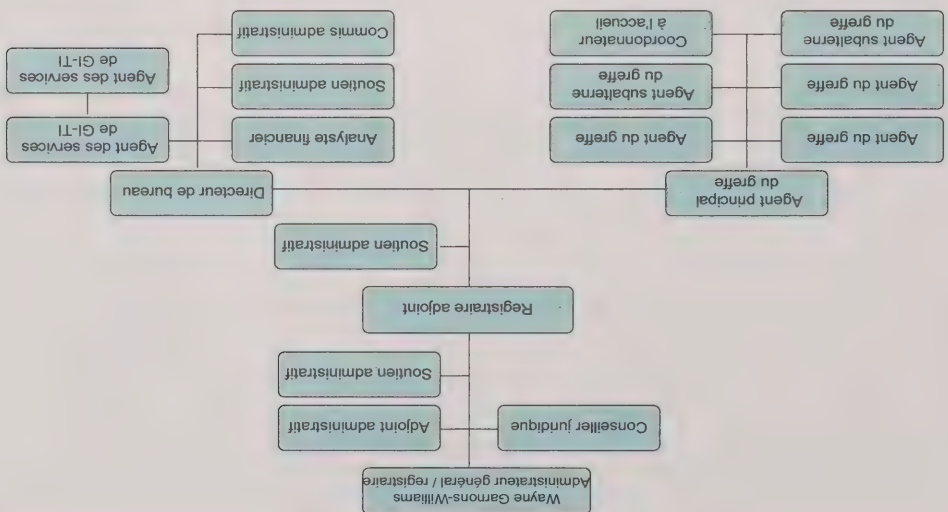 Wayne Garnons-Williams
Administrateur général / registraire
Conseiller juridique
Adjoint administratif
Soutien administratif
Registraire adjoint
Soutien administratif
Agent principal
du greffe
Directeur de bureau
Agent du greffe
Agent du greffe
Analyste financier
Agent des services
de GI-TI
Agent du greffe
Agent subalterne
du greffe
Soutien administratif
Agent des services
de GI-TI
Agent subalterne
du greffe
Coordonnateur
à l'accueil
Commis administratif